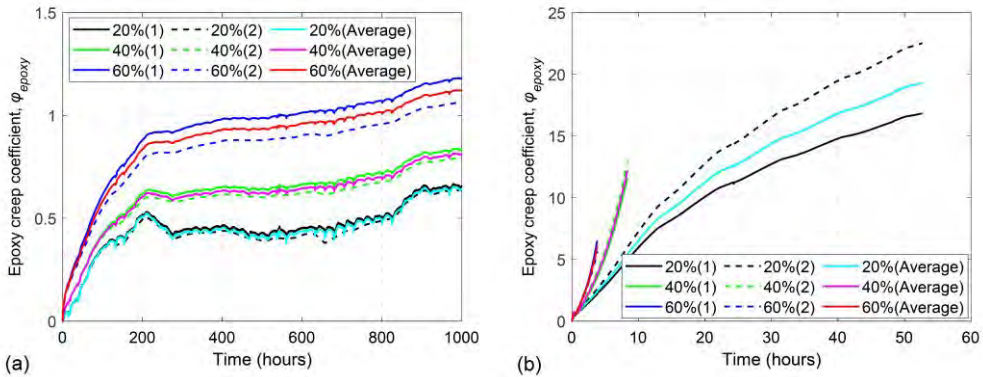 1.5
20%(1) 20%(2) 20%(Average)
40%(1) 40%(2) 40%(Average)
60%(1) 60%(2) 60%(Average)
1
0.5
0
Epoxy creep coefficient, φepoxy
0 200 400 600 800 1000
Time (hours)
(a)
25
20
15
10
5
0
Epoxy creep coefficient, φepoxy
20%(1) 20%(2) 20%(Average)
40%(1) 40%(2) 40%(Average)
60%(1) 60%(2) 60%(Average)
0 10 20 30 40 50 60
Time (hours)
(b)